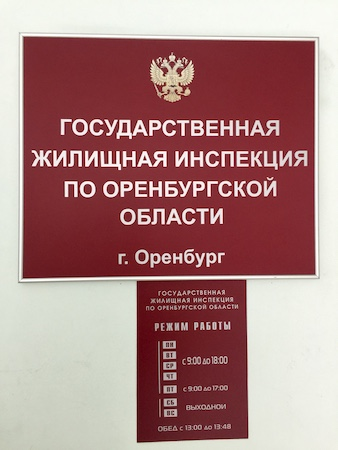 ГОСУДАРСТВЕННАЯ
ЖИЛИЩНАЯ ИНСПЕКЦИЯ
ПО ОРЕНБУРГСКОЙ
ОБЛАСТИ
г. Оренбург
ГОСУДАРСТВЕННАЯ
ЖИЛИЩНАЯ ИНСПЕКЦИЯ
ПО ОРЕНБУРГСКОЙ ОБЛАСТИ
РЕЖИМ РАБОТЫ
ПН
ВТ
СР
ЧТ
с 9:00 до 18:00
ПТ с 9:00 до 17:00
СБ
ВС
ВЫХОДНОЙ
ОБЕД с 13:00 до 13:48